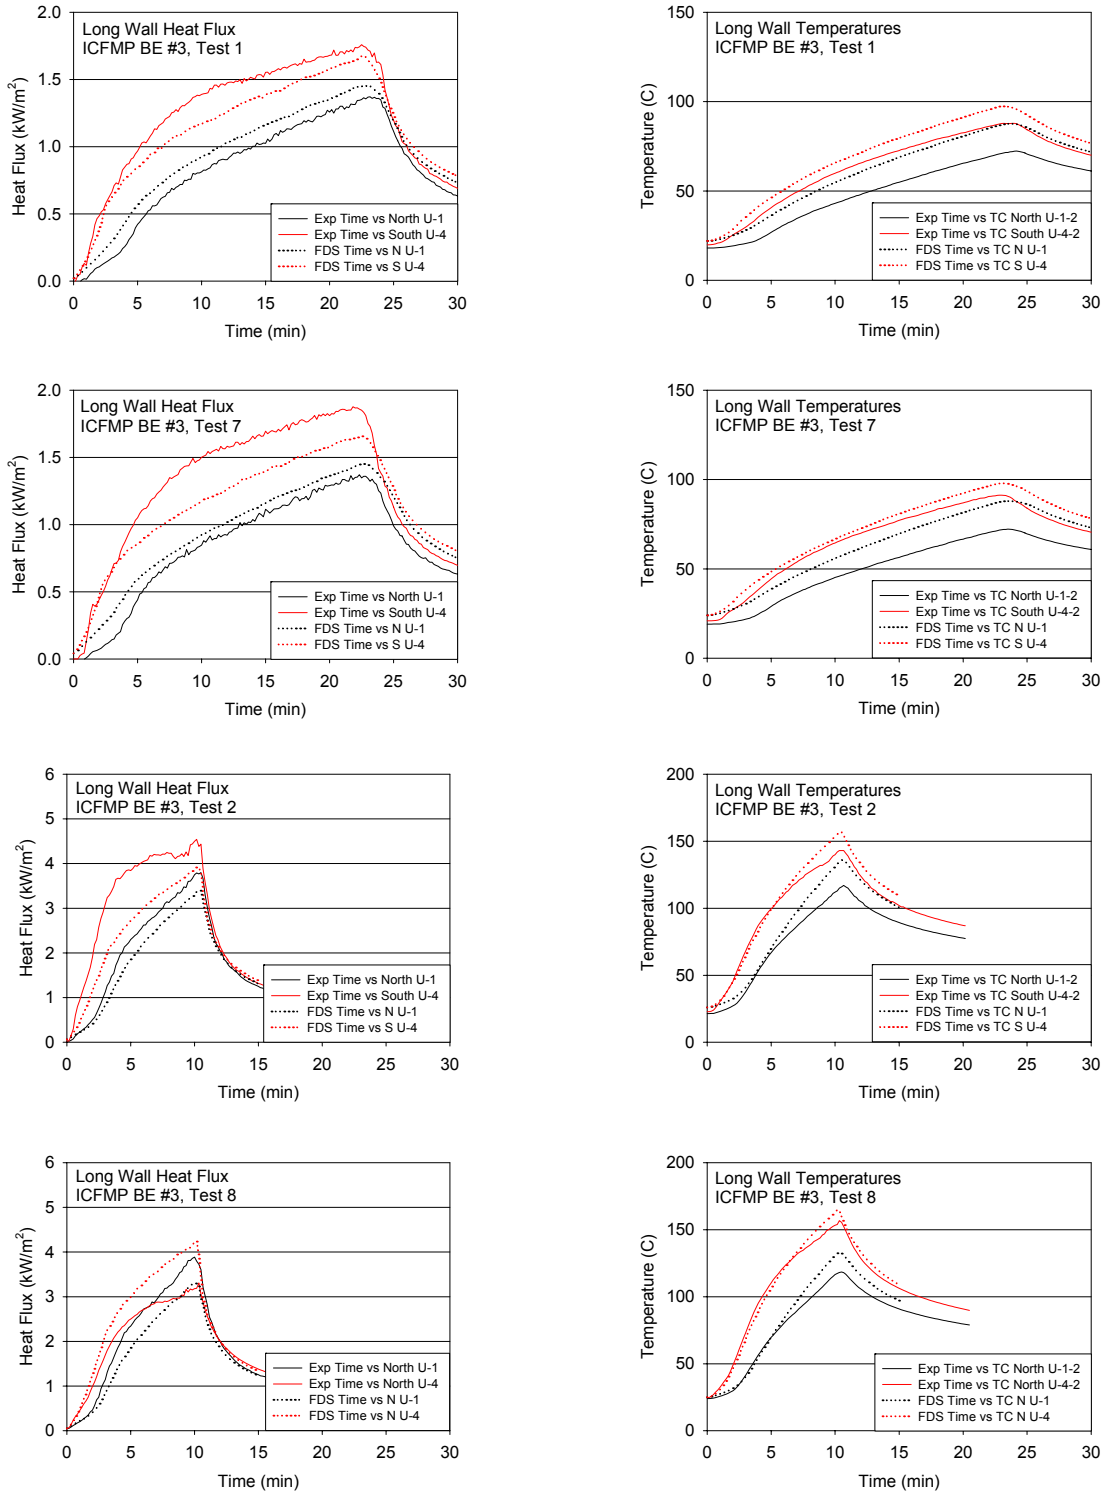 Long Wall Heat Flux
ICFMP BE #3, Test 1
Heat Flux (kW/m²)
2.0
1.5
1.0
0.5
0.0
Exp Time vs North U-1
Exp Time vs South U-4
FDS Time vs N U-1
FDS Time vs S U-4
0 5 10 15 20 25 30
Time (min)
Long Wall Temperatures
ICFMP BE #3, Test 1
Temperature (C)
150
100
50
0
Exp Time vs TC North U-1-2
Exp Time vs TC South U-4-2
FDS Time vs TC N U-1
FDS Time vs TC S U-4
0 5 10 15 20 25 30
Time (min)
Long Wall Heat Flux
ICFMP BE #3, Test 7
Heat Flux (kW/m²)
2.0
1.5
1.0
0.5
0.0
Exp Time vs North U-1
Exp Time vs South U-4
FDS Time vs N U-1
FDS Time vs S U-4
0 5 10 15 20 25 30
Time (min)
Long Wall Temperatures
ICFMP BE #3, Test 7
Temperature (C)
150
100
50
0
Exp Time vs TC North U-1-2
Exp Time vs TC South U-4-2
FDS Time vs TC N U-1
FDS Time vs TC S U-4
0 5 10 15 20 25 30
Time (min)
Long Wall Heat Flux
ICFMP BE #3, Test 2
Heat Flux (kW/m²)
6
5
4
3
2
1
0
Exp Time vs North U-1
Exp Time vs South U-4
FDS Time vs N U-1
FDS Time vs S U-4
0 5 10 15 20 25 30
Time (min)
Long Wall Temperatures
ICFMP BE #3, Test 2
Temperature (C)
200
150
100
50
0
Exp Time vs TC North U-1-2
Exp Time vs TC South U-4-2
FDS Time vs TC N U-1
FDS Time vs TC S U-4
0 5 10 15 20 25 30
Time (min)
Long Wall Heat Flux
ICFMP BE #3, Test 8
Heat Flux (kW/m²)
6
5
4
3
2
1
0
Exp Time vs North U-1
Exp Time vs North U-4
FDS Time vs N U-1
FDS Time vs N U-4
0 5 10 15 20 25 30
Time (min)
Long Wall Temperatures
ICFMP BE #3, Test 8
Temperature (C)
200
150
100
50
0
Exp Time vs TC North U-1-2
Exp Time vs TC North U-4-2
FDS Time vs TC N U-1
FDS Time vs TC N U-4
0 5 10 15 20 25 30
Time (min)